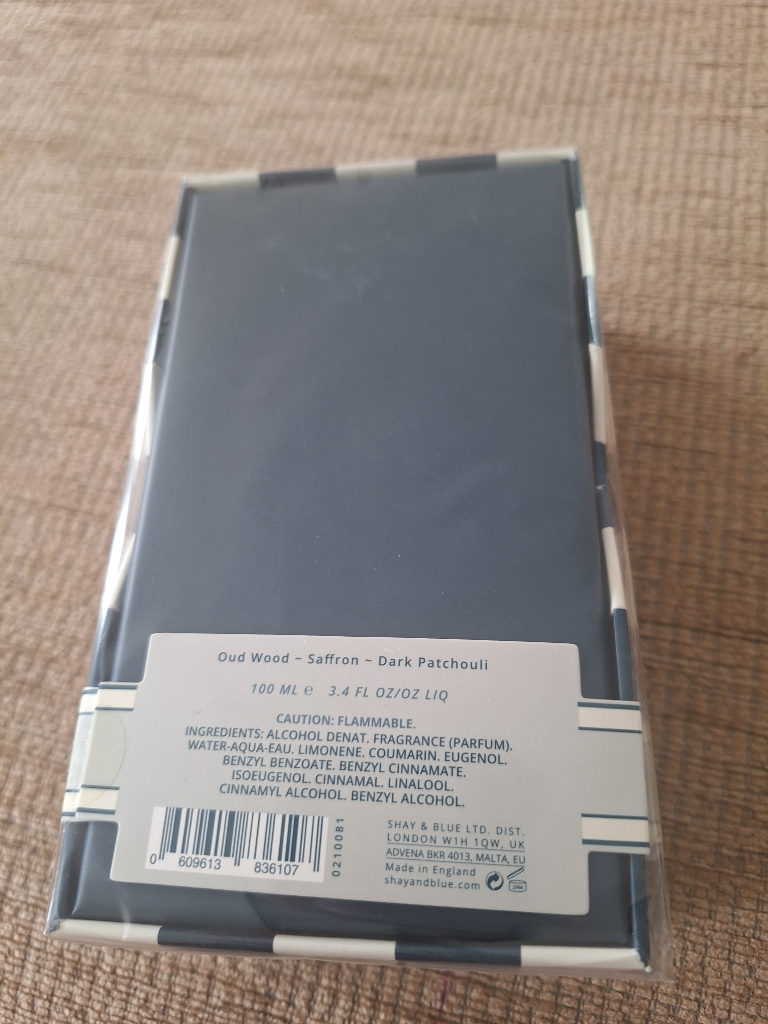 Oud Wood ~ Saffron ~ Dark Patchouli
100 ML ℮ 3.4 FL OZ/OZ LIQ
CAUTION: FLAMMABLE.
INGREDIENTS: ALCOHOL DENAT. FRAGRANCE (PARFUM).
WATER-AQUA-EAU. LIMONENE. COUMARIN. EUGENOL.
BENZYL BENZOATE. BENZYL CINNAMATE.
ISOEUGENOL. CINNAMAL. LINALOOL.
CINNAMYL ALCOHOL. BENZYL ALCOHOL.
0 609613 836107
0210081
SHAY & BLUE LTD. DIST.
LONDON W1H 1QW, UK
ADVENA BKR 4013, MALTA, EU
Made in England
shayandblue.com
24M